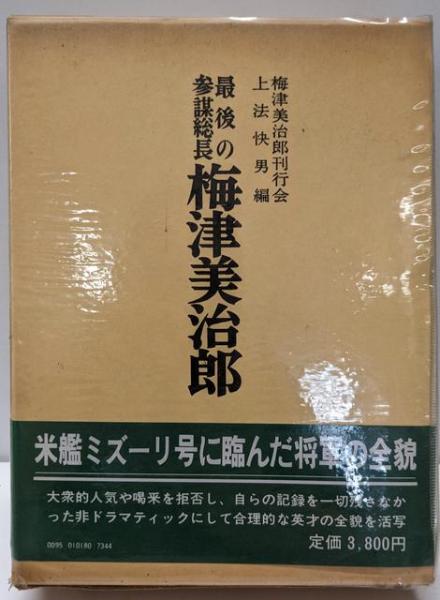 梅津美治郎刊行会
上法快男編
最後の
参謀総長
梅津美治郎
米艦ミズーリ号に臨んだ将軍の全貌
大衆的人気や喝釆を拒否し、自らの記録を一切残さなか
った非ドラマティックにして合理的な英才の全貌を活写
0095 010180 7344
定価3,800円